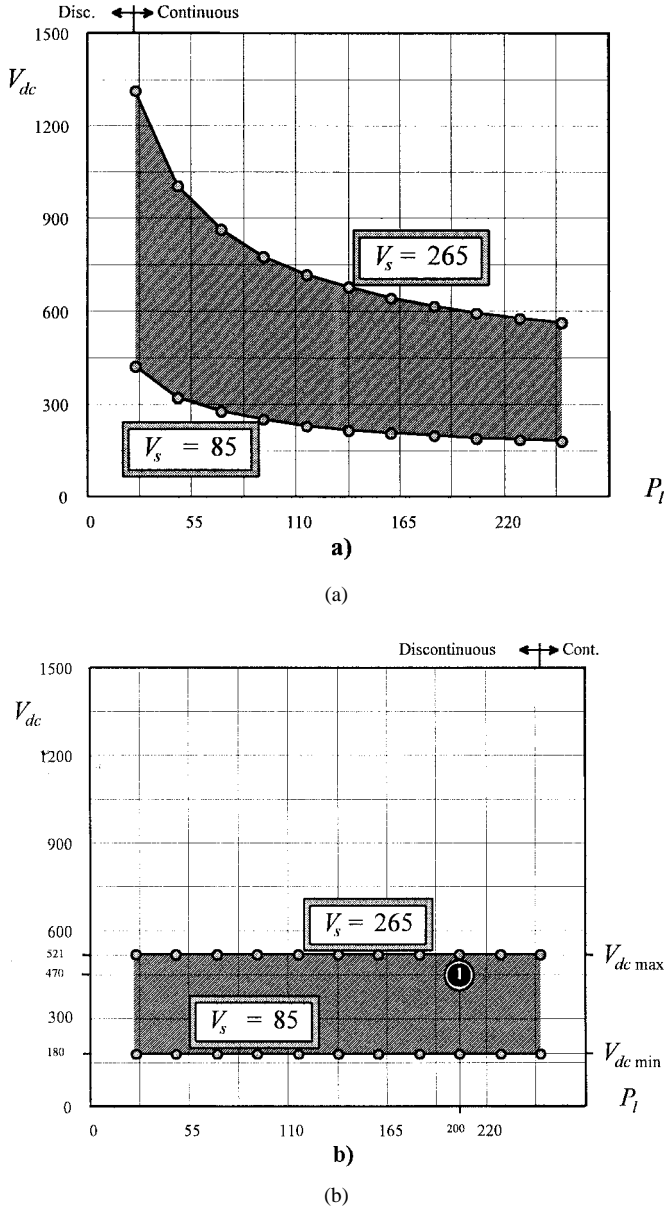 Disc. Continuous
1500
V_dc
1200
900
V_s = 265
600
300
V_s = 85
0
P_l
0 55 110 165 220
a)
(a)
Discontinuous Cont.
1500
V_dc
1200
900
V_s = 265
600
521
V_dc max
470
1
V_s = 85
300
180
V_dc min
0
P_l
0 55 110 165 200 220
b)
(b)